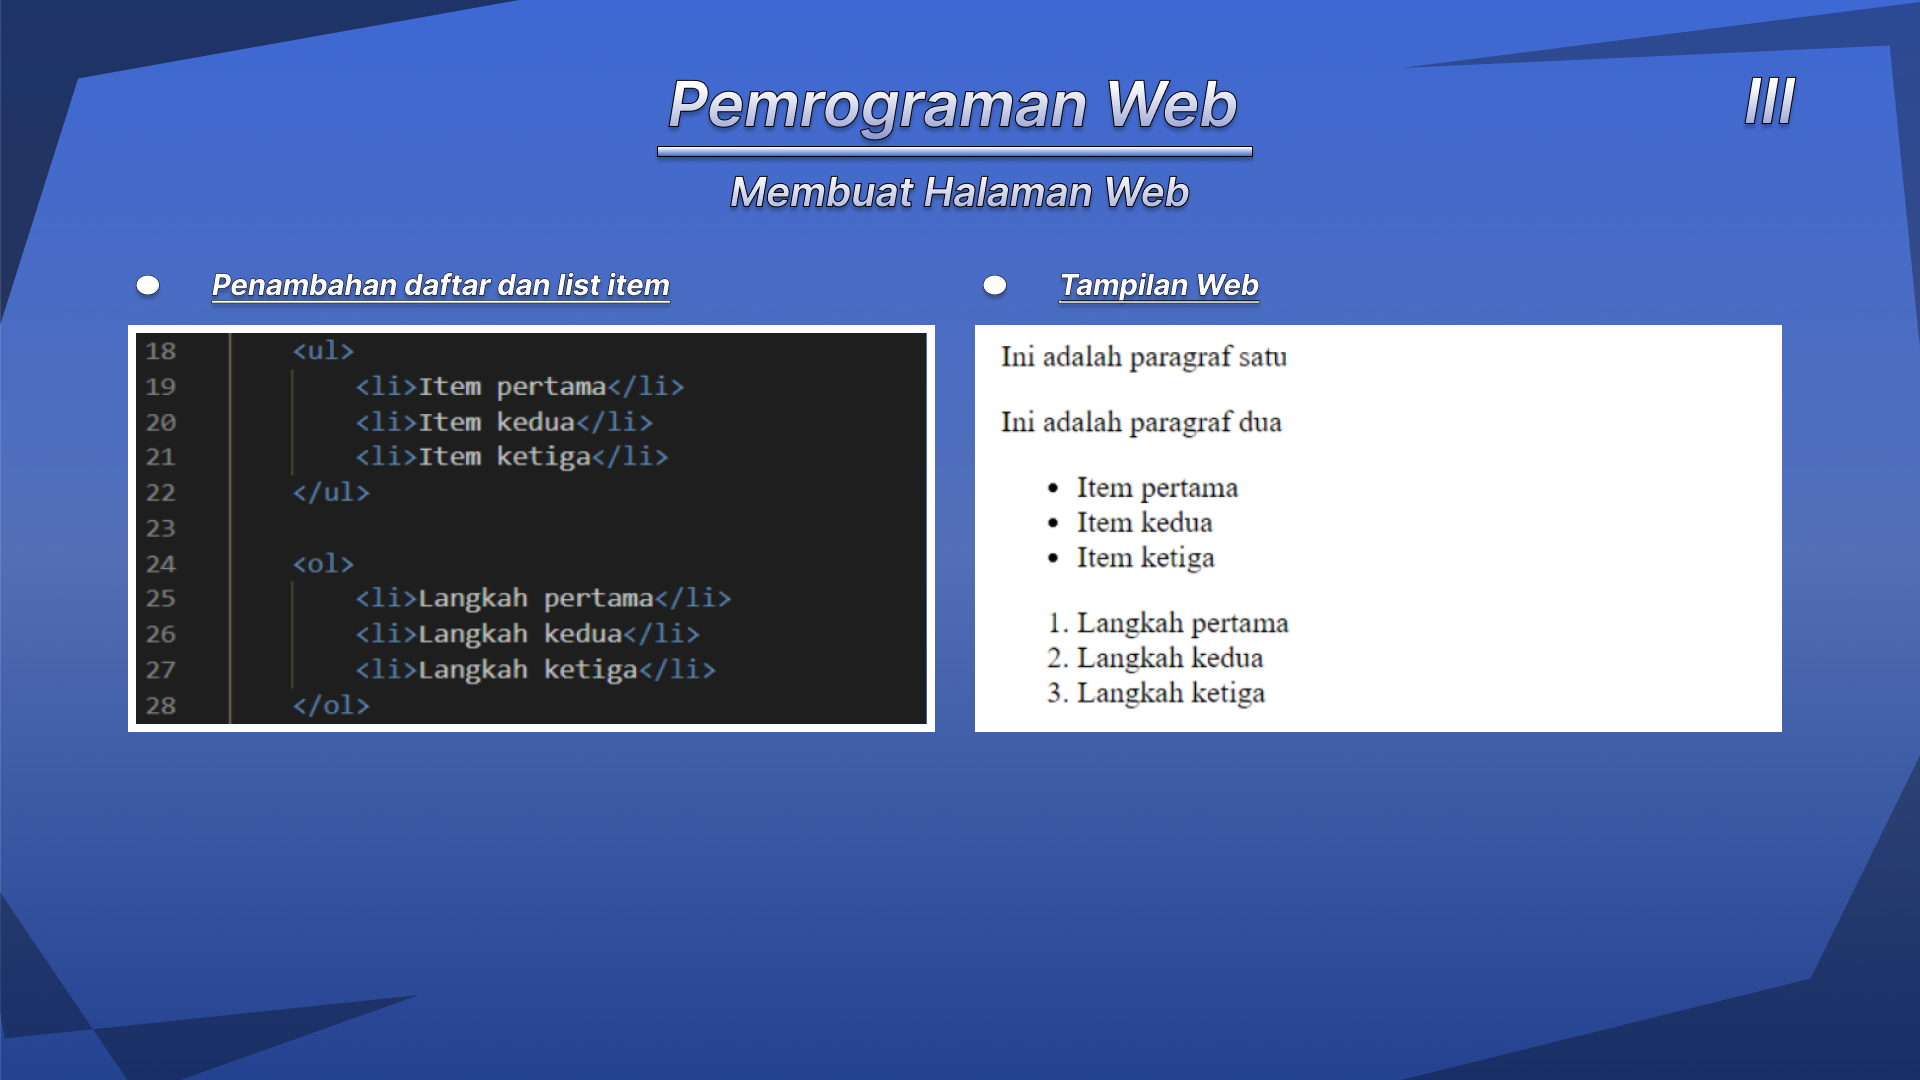 Pemrograman Web
III
Membuat Halaman Web
Penambahan daftar dan list item
18 <ul>
19 <li>Item pertama</li>
20 <li>Item kedua</li>
21 <li>Item ketiga</li>
22 </ul>
23
24 <ol>
25 <li>Langkah pertama</li>
26 <li>Langkah kedua</li>
27 <li>Langkah ketiga</li>
28 </ol>
Tampilan Web
Ini adalah paragraf satu
Ini adalah paragraf dua
• Item pertama
• Item kedua
• Item ketiga
1. Langkah pertama
2. Langkah kedua
3. Langkah ketiga